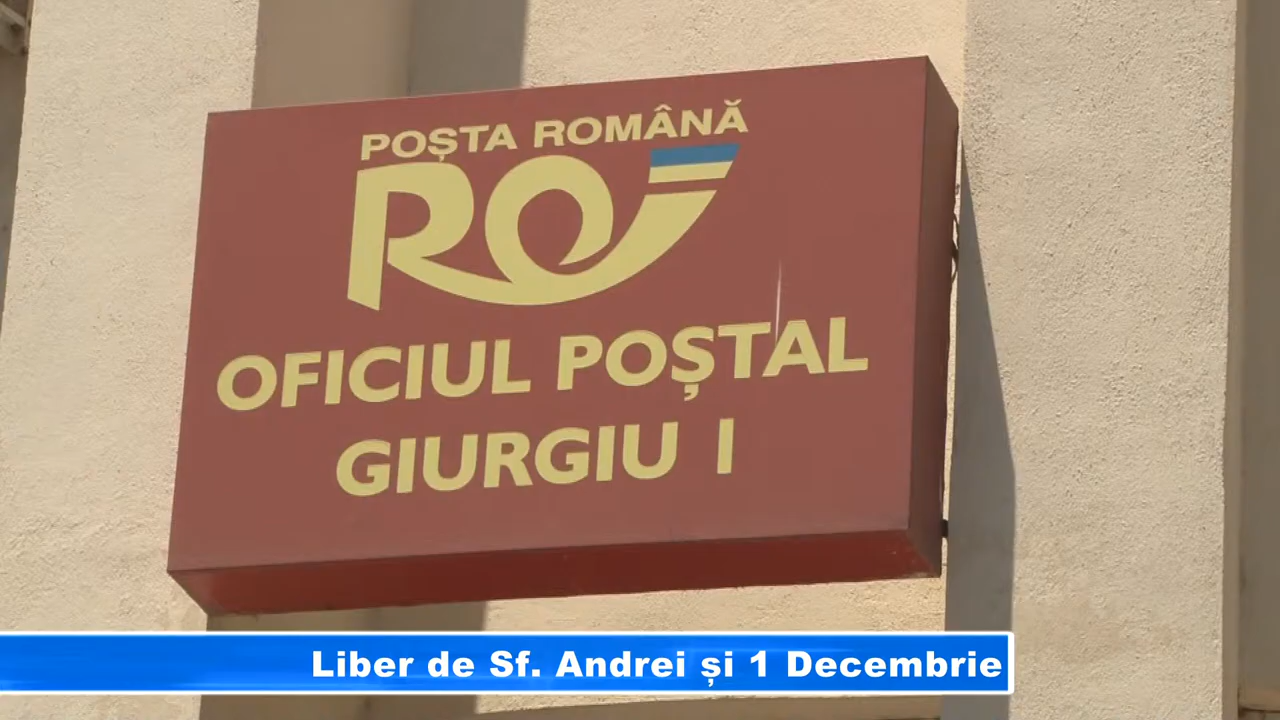 POȘTA ROMÂNĂ
RO
OFICIUL POȘTAL
GIURGIU I
Liber de Sf. Andrei și 1 Decembrie